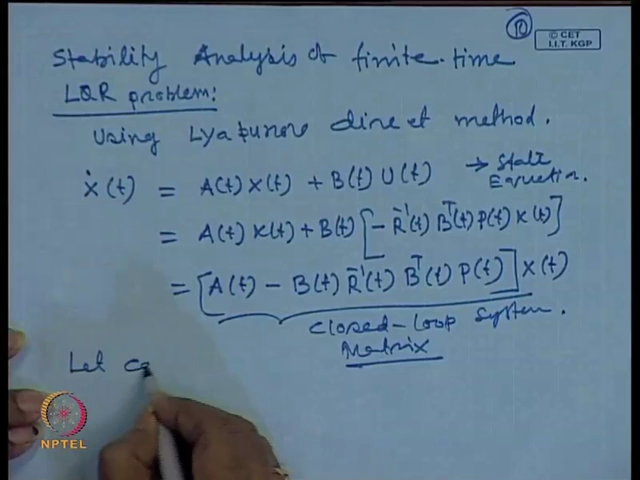 10
© CET
I.I.T. KGP
Stability Analysis of finite-time
LQR problem:
Using Lyapunov direct method.
Ẋ(t) = A(t) X(t) + B(t) U(t) → State Equation.
= A(t) X(t) + B(t) [- R⁻¹(t) Bᵀ(t) P(t) X(t)]
= [A(t) - B(t) R⁻¹(t) Bᵀ(t) P(t)] X(t)
closed-loop system
Matrix
Let co
NPTEL